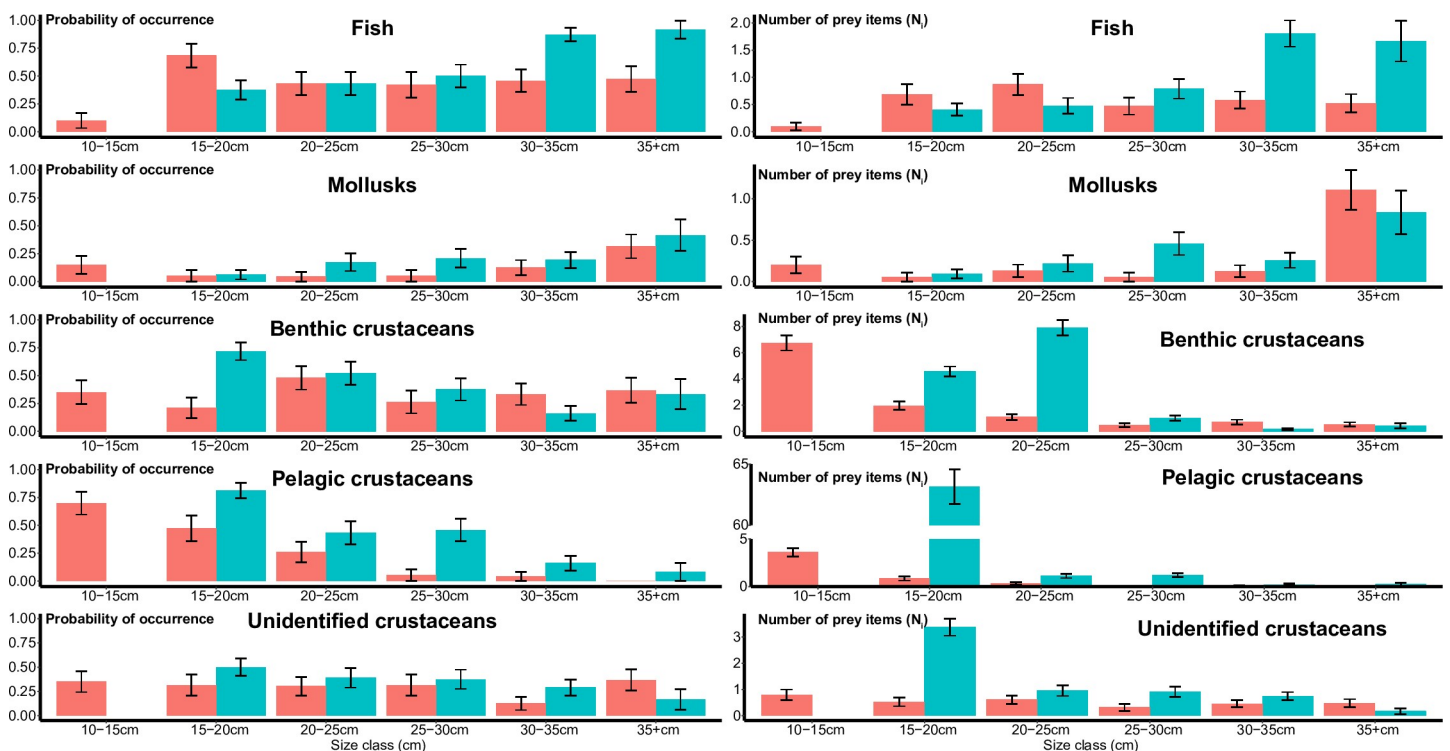 Probability of occurrence
Fish
1.00
0.75
0.50
0.25
0.00
10−15cm 15−20cm 20−25cm 25−30cm 30−35cm 35+cm
Number of prey items (Ni)
Fish
2.0
1.5
1.0
0.5
0.0
10−15cm 15−20cm 20−25cm 25−30cm 30−35cm 35+cm
Probability of occurrence
Mollusks
1.00
0.75
0.50
0.25
0.00
10−15cm 15−20cm 20−25cm 25−30cm 30−35cm 35+cm
Number of prey items (Ni)
Mollusks
1.0
0.5
0.0
10−15cm 15−20cm 20−25cm 25−30cm 30−35cm 35+cm
Probability of occurrence
Benthic crustaceans
1.00
0.75
0.50
0.25
0.00
10−15cm 15−20cm 20−25cm 25−30cm 30−35cm 35+cm
Number of prey items (Ni)
Benthic crustaceans
8
6
4
2
0
10−15cm 15−20cm 20−25cm 25−30cm 30−35cm 35+cm
Probability of occurrence
Pelagic crustaceans
1.00
0.75
0.50
0.25
0.00
10−15cm 15−20cm 20−25cm 25−30cm 30−35cm 35+cm
Number of prey items (Ni)
Pelagic crustaceans
65
60
5
0
10−15cm 15−20cm 20−25cm 25−30cm 30−35cm 35+cm
Probability of occurrence
Unidentified crustaceans
1.00
0.75
0.50
0.25
0.00
10−15cm 15−20cm 20−25cm 25−30cm 30−35cm 35+cm
Size class (cm)
Number of prey items (Ni)
Unidentified crustaceans
3
2
1
0
10−15cm 15−20cm 20−25cm 25−30cm 30−35cm 35+cm
Size class (cm)